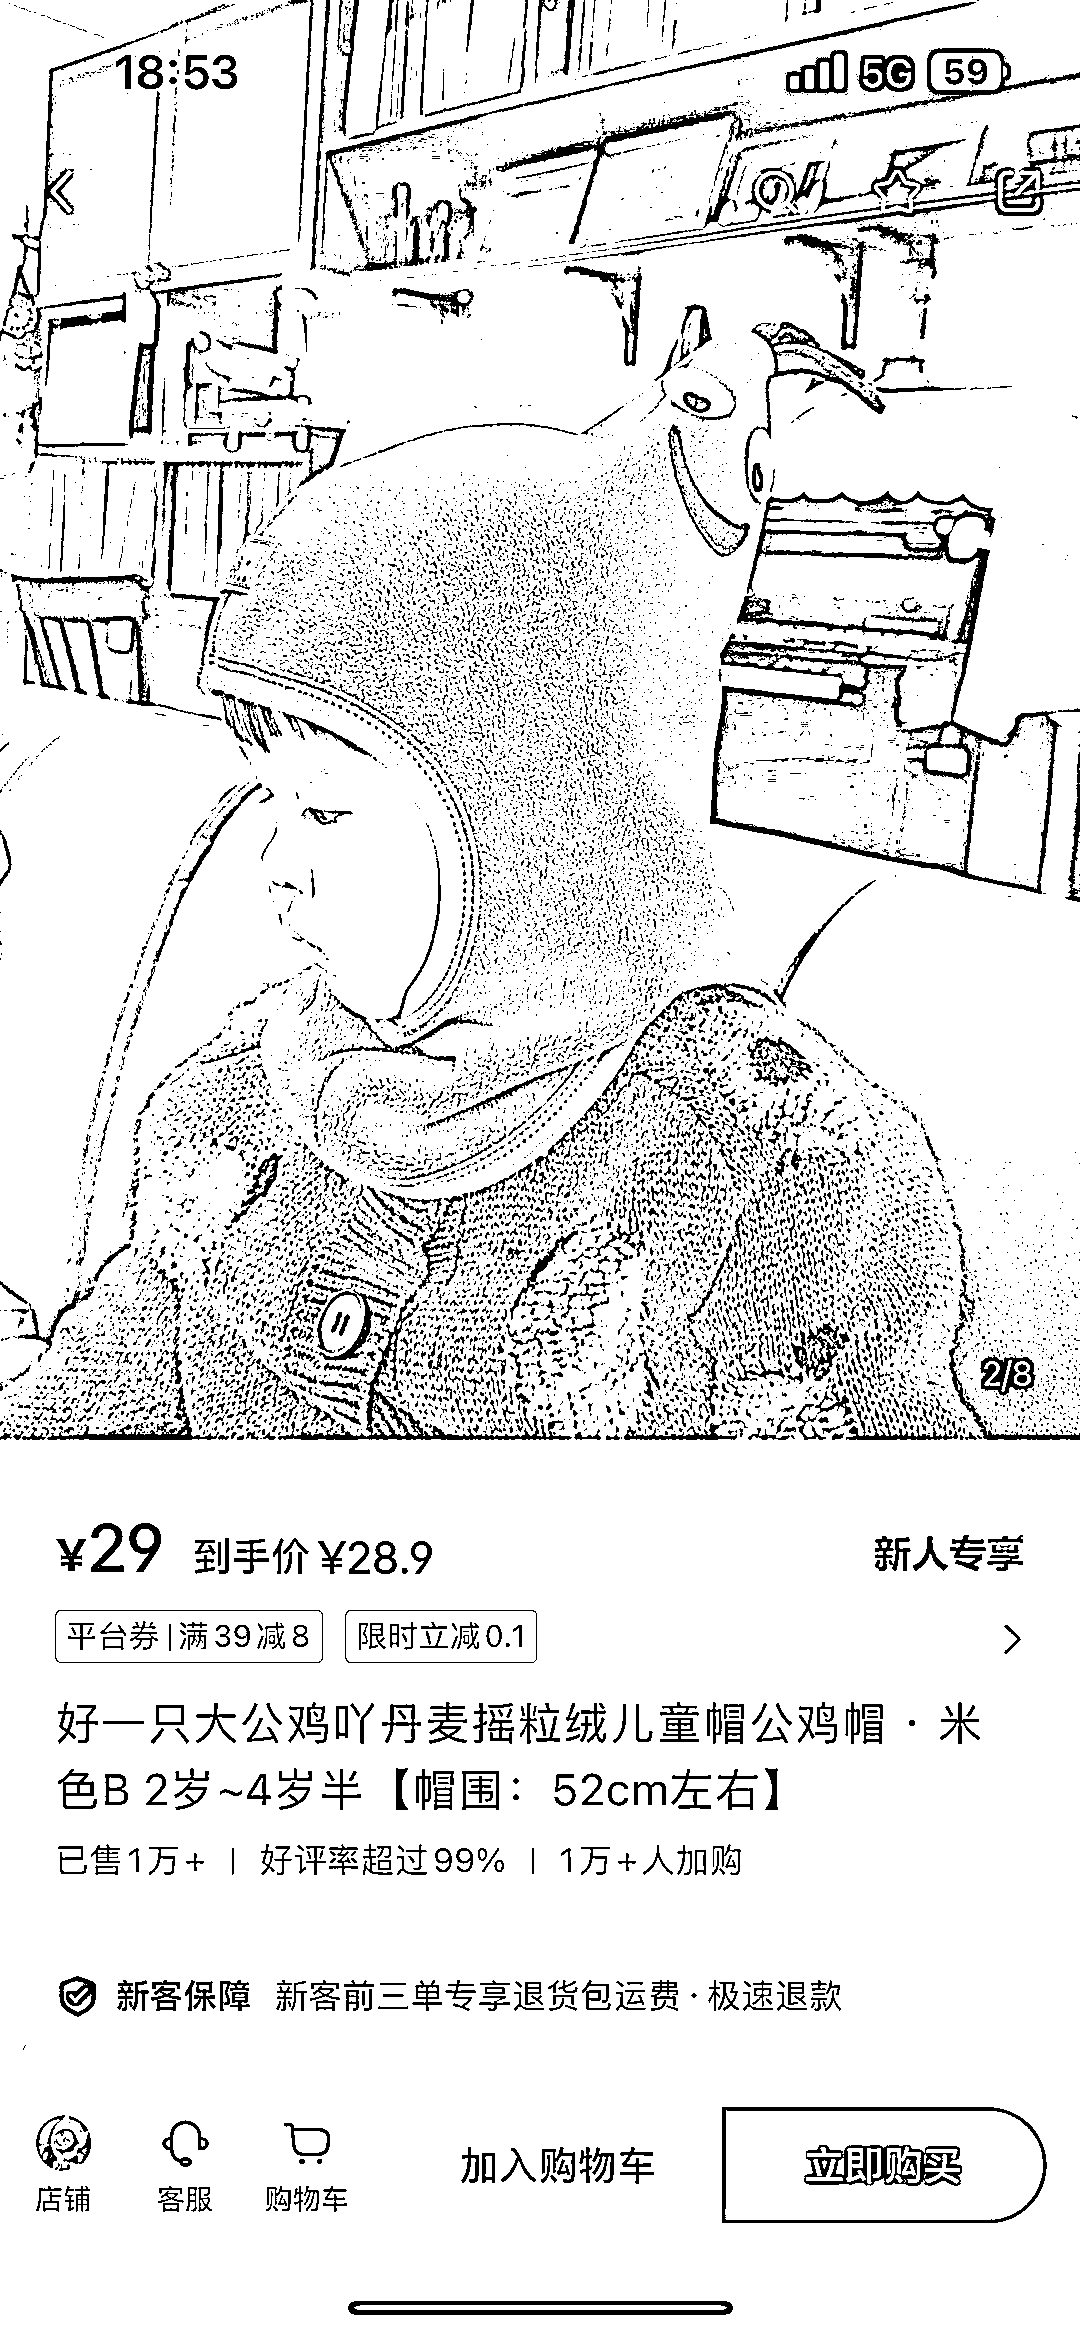 18:53
5G 59
2/8
¥29 到手价¥28.9 新人专享
平台券|满39减8 限时立减0.1
好一只大公鸡吖丹麦摇粒绒儿童帽公鸡帽 · 米
色B 2岁~4岁半【帽围：52cm左右】
已售1万+ | 好评率超过99% | 1万+人加购
新客保障 新客前三单专享退货包运费·极速退款
店铺 客服 购物车 加入购物车 立即购买